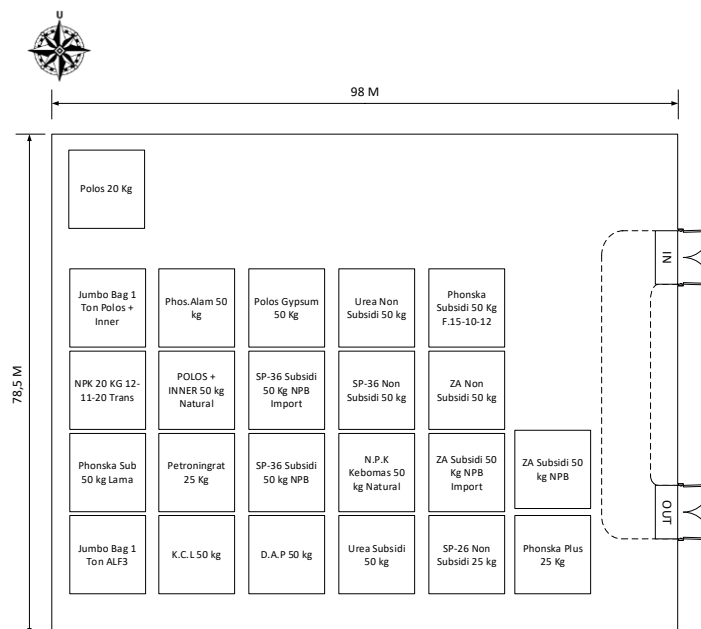 U
98 M
78,5 M
Polos 20 Kg
IN
Jumbo Bag 1
Ton Polos +
Inner
Phos.Alam 50
kg
Polos Gypsum
50 Kg
Urea Non
Subsidi 50 kg
Phonska
Subsidi 50 Kg
F.15-10-12
NPK 20 KG 12-
11-20 Trans
POLOS +
INNER 50 kg
Natural
SP-36 Subsidi
50 Kg NPB
Import
SP-36 Non
Subsidi 50 kg
ZA Non
Subsidi 50 kg
Phonska Sub
50 kg Lama
Petroningrat
25 Kg
SP-36 Subsidi
50 kg NPB
N.P.K
Kebomas 50
kg Natural
ZA Subsidi 50
Kg NPB
Import
ZA Subsidi 50
kg NPB
OUT
Jumbo Bag 1
Ton ALF3
K.C.L 50 kg
D.A.P 50 kg
Urea Subsidi
50 kg
SP-26 Non
Subsidi 25 kg
Phonska Plus
25 Kg